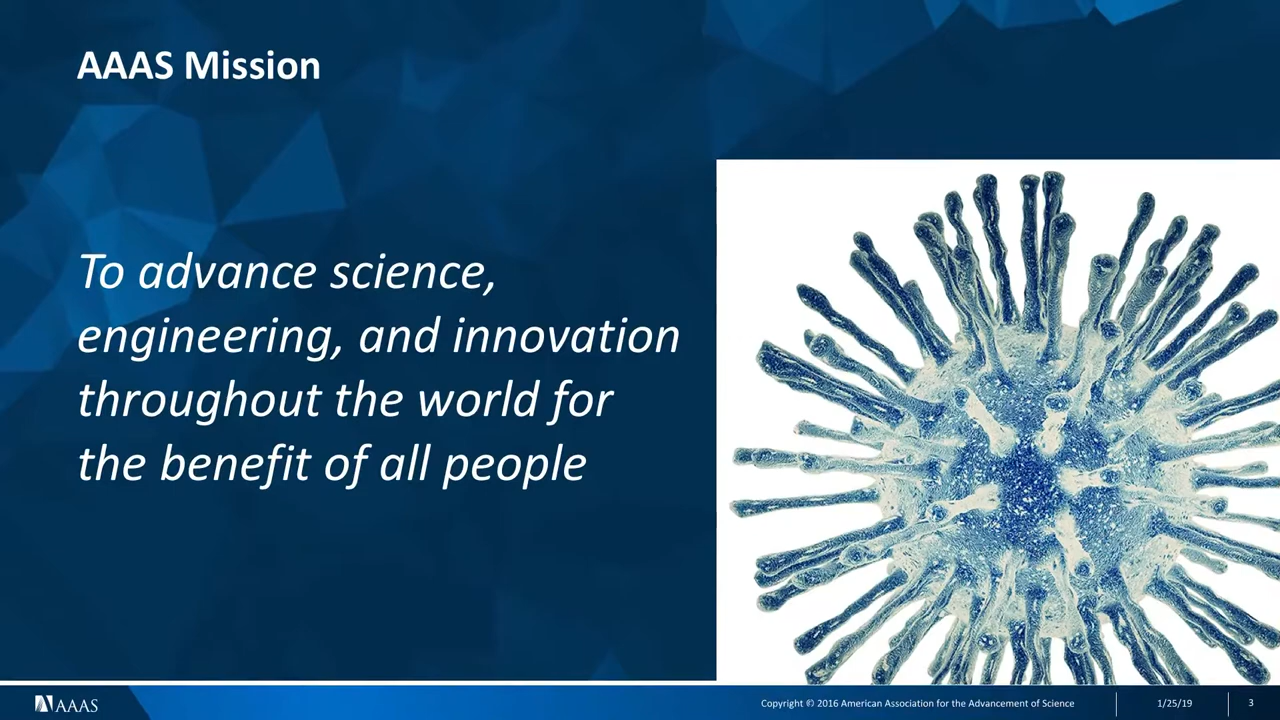 AAAS Mission
To advance science,
engineering, and innovation
throughout the world for
the benefit of all people
AAAS
Copyright © 2016 American Association for the Advancement of Science
1/25/19
3